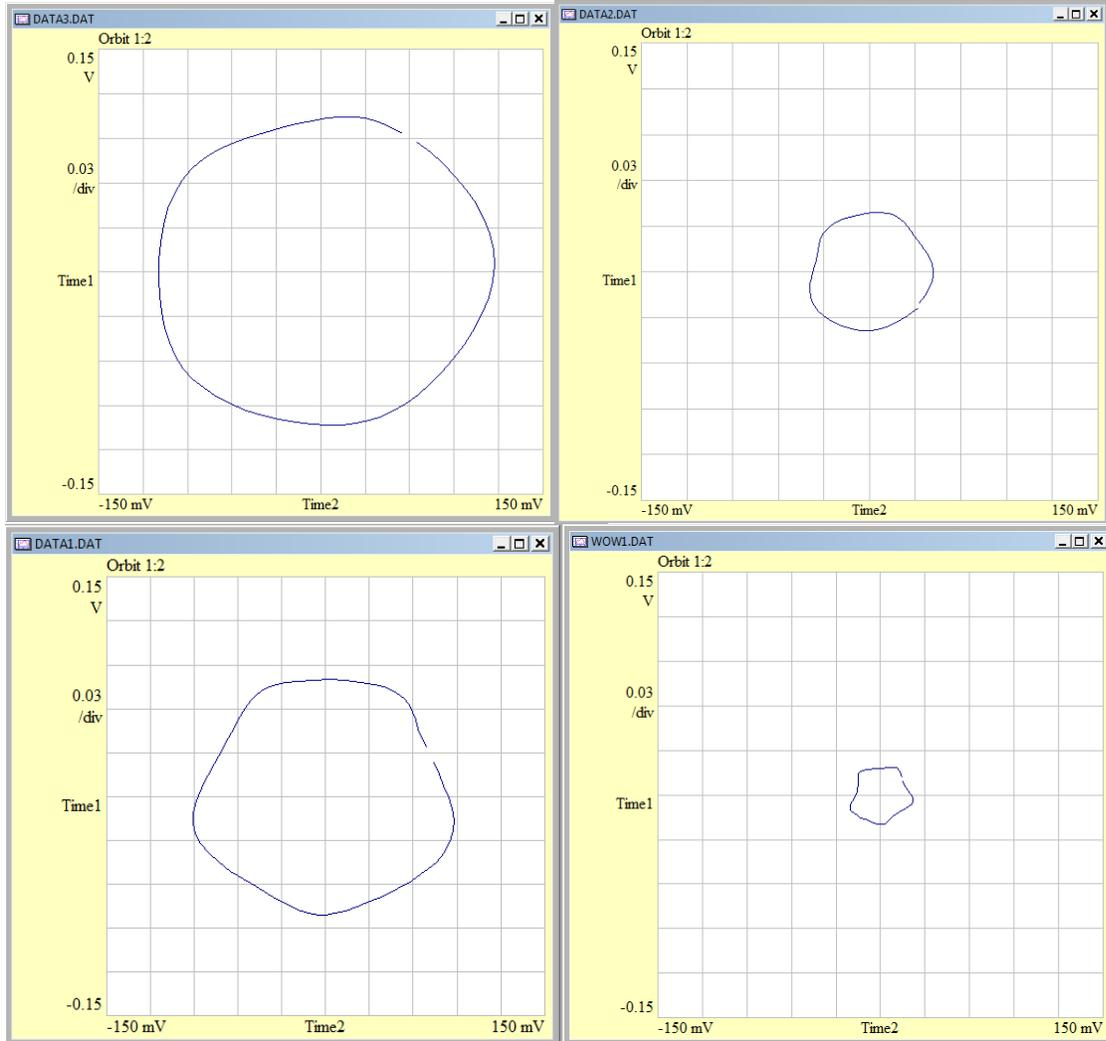 DATA3.DAT
Orbit 1:2
0.15
V
0.03
/div
Time1
-0.15
-150 mV Time2 150 mV
DATA2.DAT
Orbit 1:2
0.15
V
0.03
/div
Time1
-0.15
-150 mV Time2 150 mV
DATA1.DAT
Orbit 1:2
0.15
V
0.03
/div
Time1
-0.15
-150 mV Time2 150 mV
WOW1.DAT
Orbit 1:2
0.15
V
0.03
/div
Time1
-0.15
-150 mV Time2 150 mV